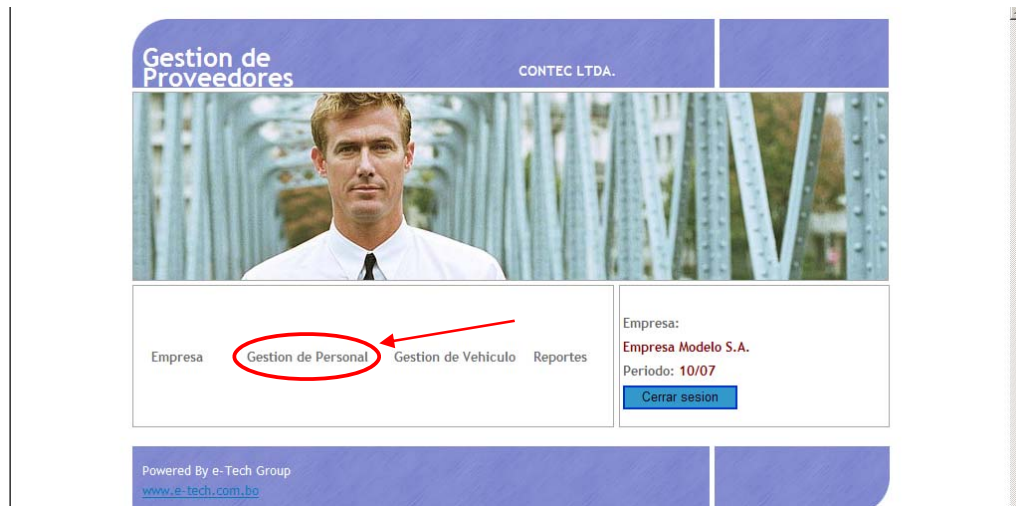 Gestion de
Proveedores
CONTEC LTDA.
Empresa
Gestion de Personal
Gestion de Vehiculo
Reportes
Empresa:
Empresa Modelo S.A.
Periodo: 10/07
Cerrar sesion
Powered By e-Tech Group
www.e-tech.com.bo